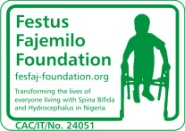 Festus
Fajemilo
Foundation
fesfaj-foundation.org
Transforming the lives of
everyone living with Spina Bifida
and Hydrocephalus in Nigeria
CAC/IT/No. 24051